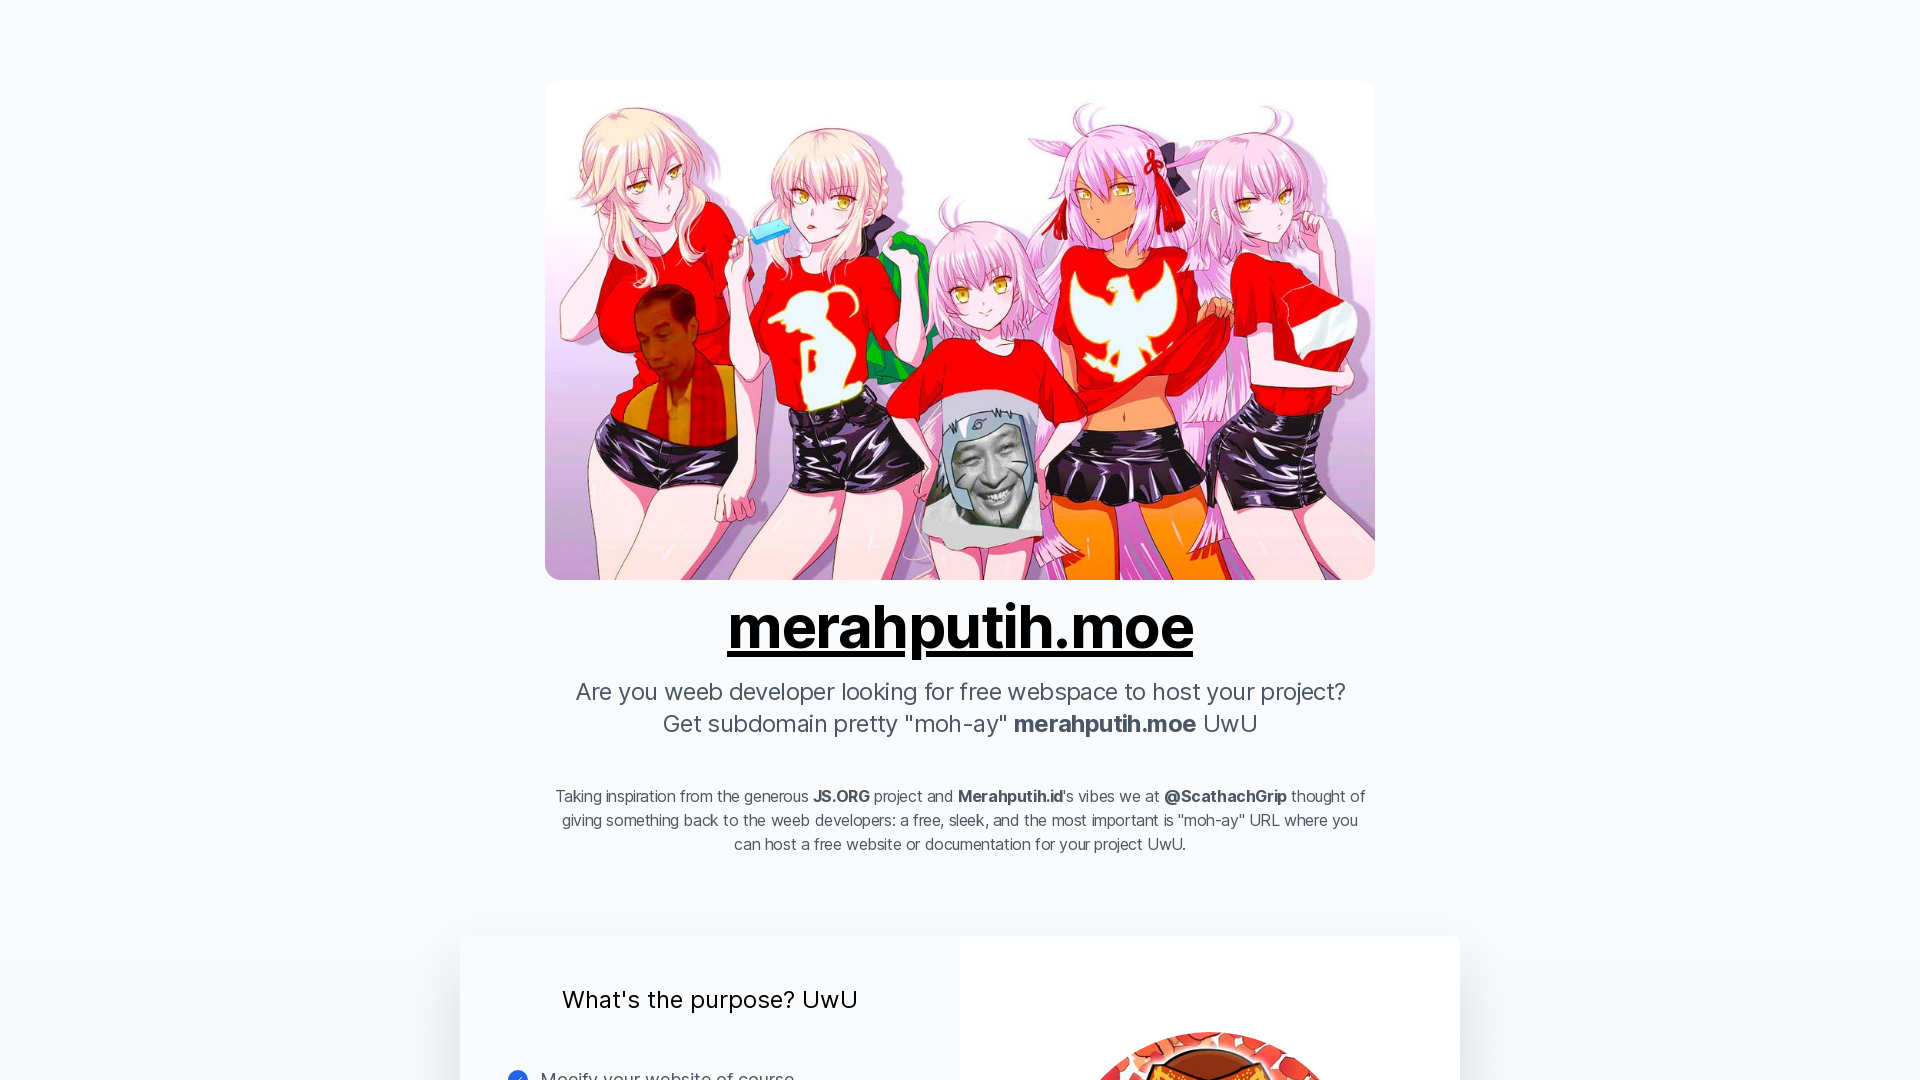 merahputih.moe
Are you weeb developer looking for free webspace to host your project?
Get subdomain pretty "moh-ay" merahputih.moe UwU
Taking inspiration from the generous JS.ORG project and Merahputih.id's vibes we at @ScathachGrip thought of
giving something back to the weeb developers: a free, sleek, and the most important is "moh-ay" URL where you
can host a free website or documentation for your project UwU.
What's the purpose? UwU
Moeify your website of course